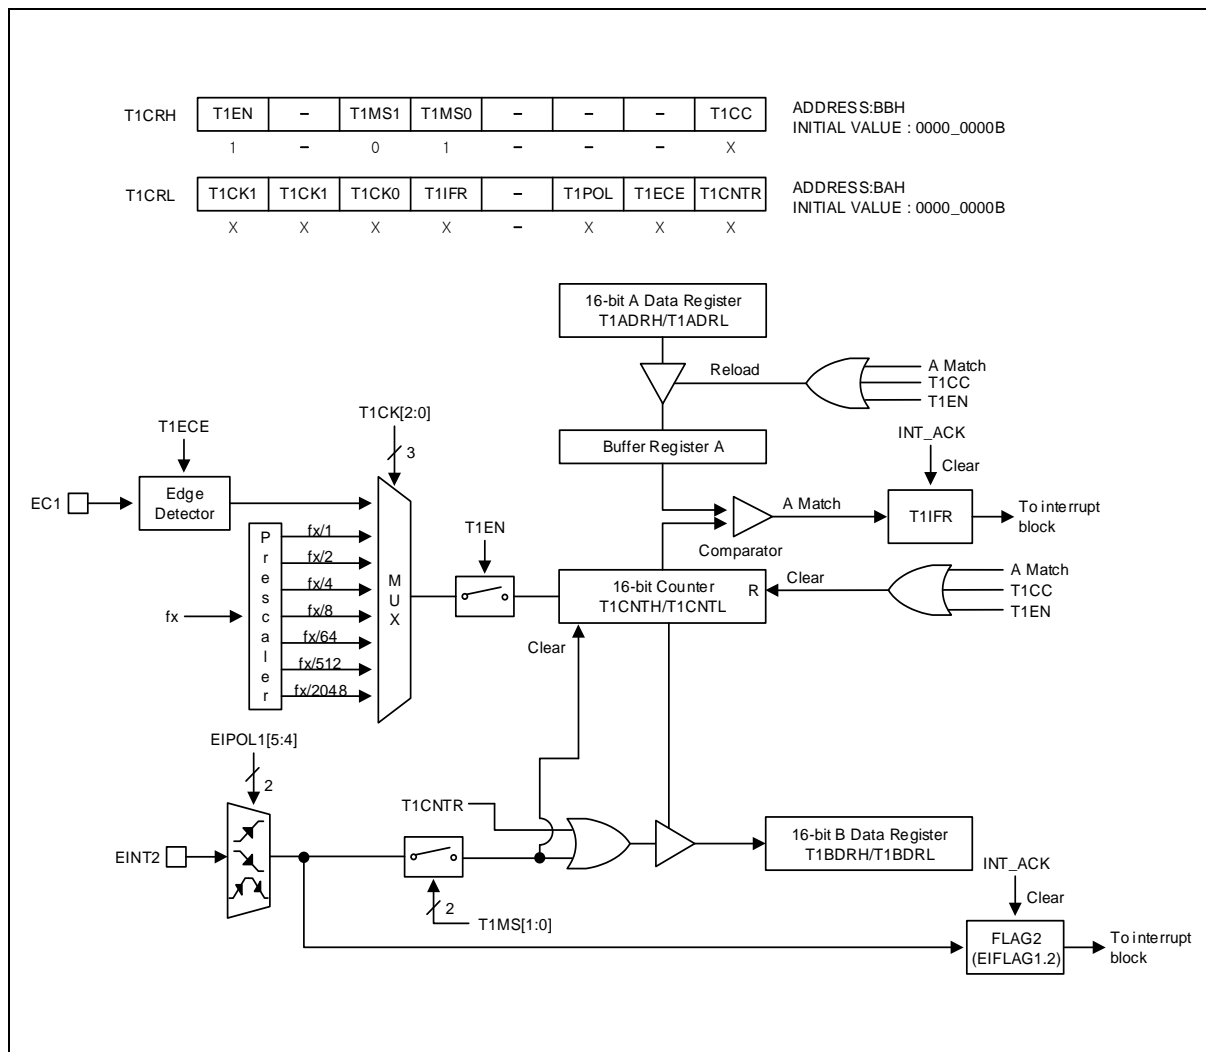 T1CRH T1EN – T1MS1 T1MS0 – – – T1CC ADDRESS:BBH
INITIAL VALUE : 0000_0000B
1 – 0 1 – – – X
T1CRL T1CK1 T1CK1 T1CK0 T1IFR – T1POL T1ECE T1CNTR ADDRESS:BAH
INITIAL VALUE : 0000_0000B
X X X X – X X X
16-bit A Data Register
T1ADRH/T1ADRL
Reload
A Match
T1CC
T1EN
T1CK[2:0]
3
T1ECE
Buffer Register A
INT_ACK
Clear
EC1
Edge
Detector
A Match
T1IFR
To interrupt
block
Comparator
Prescaler
fx/1
fx/2
fx/4
fx/8
fx/64
fx/512
fx/2048
fx
MUX
T1EN
16-bit Counter
T1CNTH/T1CNTL
R
Clear
A Match
T1CC
T1EN
Clear
EIPOL1[5:4]
2
T1CNTR
EINT2
16-bit B Data Register
T1BDRH/T1BDRL
2
T1MS[1:0]
INT_ACK
Clear
FLAG2
(EIFLAG1.2)
To interrupt
block